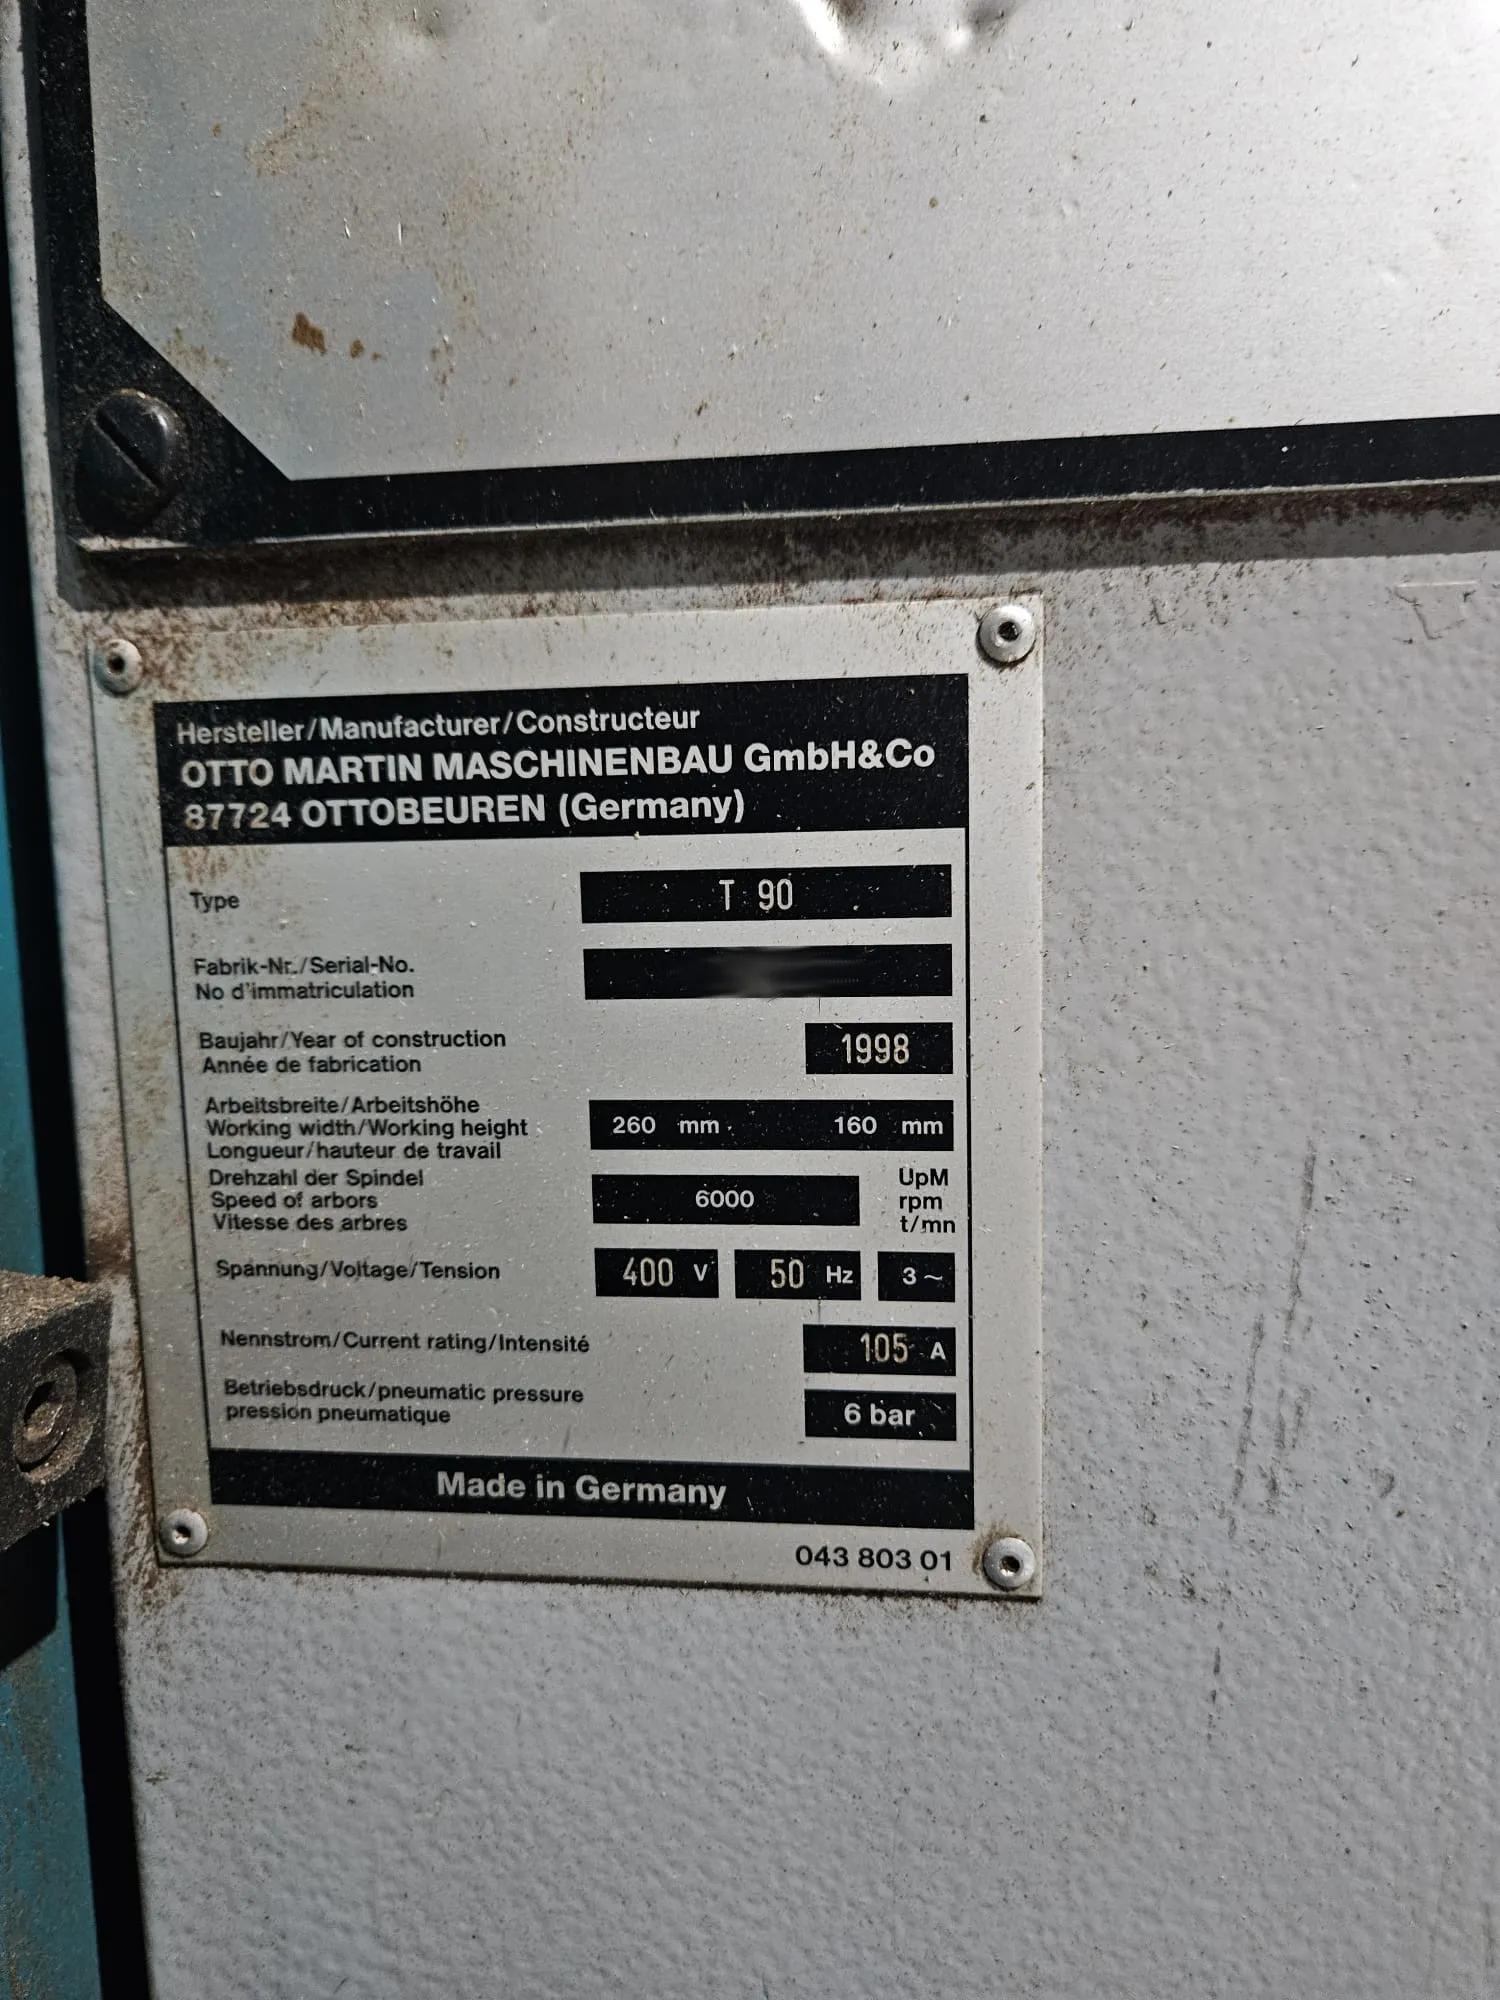 Hersteller/Manufacturer/Constructeur
OTTO MARTIN MASCHINENBAU GmbH&Co
87724 OTTOBEUREN (Germany)
Type T 90
Fabrik-Nr./Serial-No.
No d'immatriculation
Baujahr/Year of construction 1998
Année de fabrication
Arbeitsbreite/Arbeitshöhe
Working width/Working height 260 mm 160 mm
Longueur/hauteur de travail
Drehzahl der Spindel UpM
Speed of arbors 6000 rpm
Vitesse des arbres t/mn
Spannung/Voltage/Tension 400 V 50 Hz 3~
Nennstrom/Current rating/Intensité 105 A
Betriebsdruck/pneumatic pressure 6 bar
pression pneumatique
Made in Germany
043 803 01